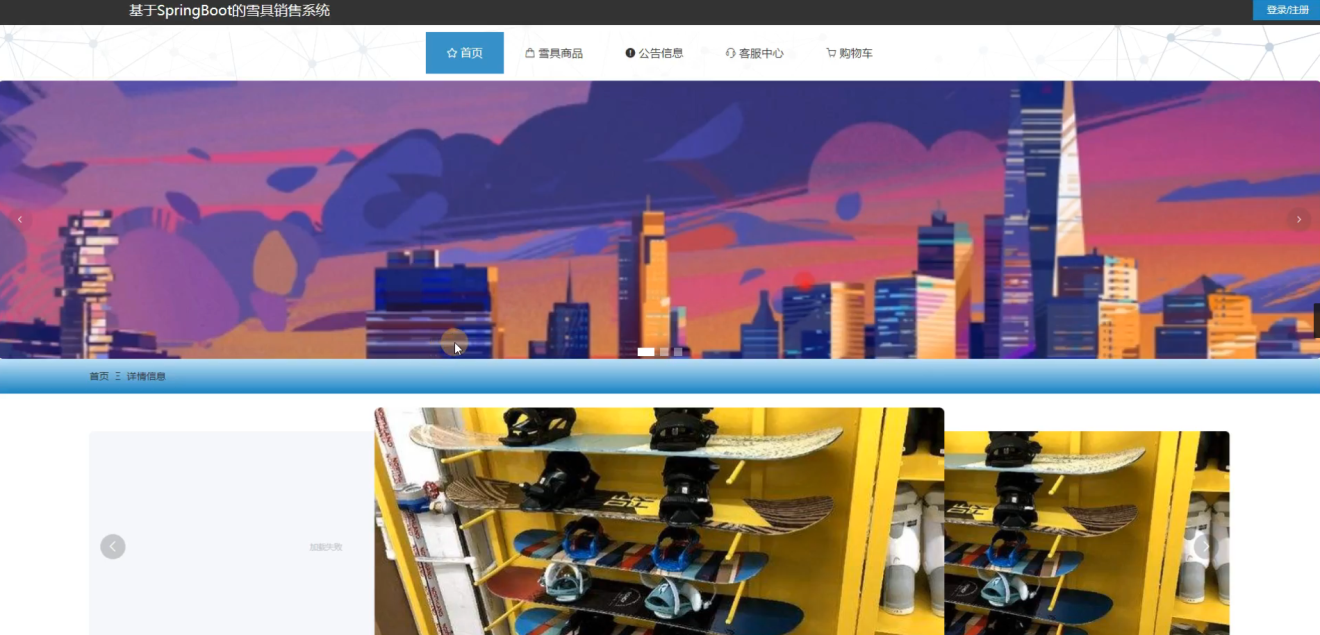 基于SpringBoot的雪具销售系统
登录/注册
首页
雪具商品
公告信息
客服中心
购物车
首页 Ξ 详情信息
加载失败